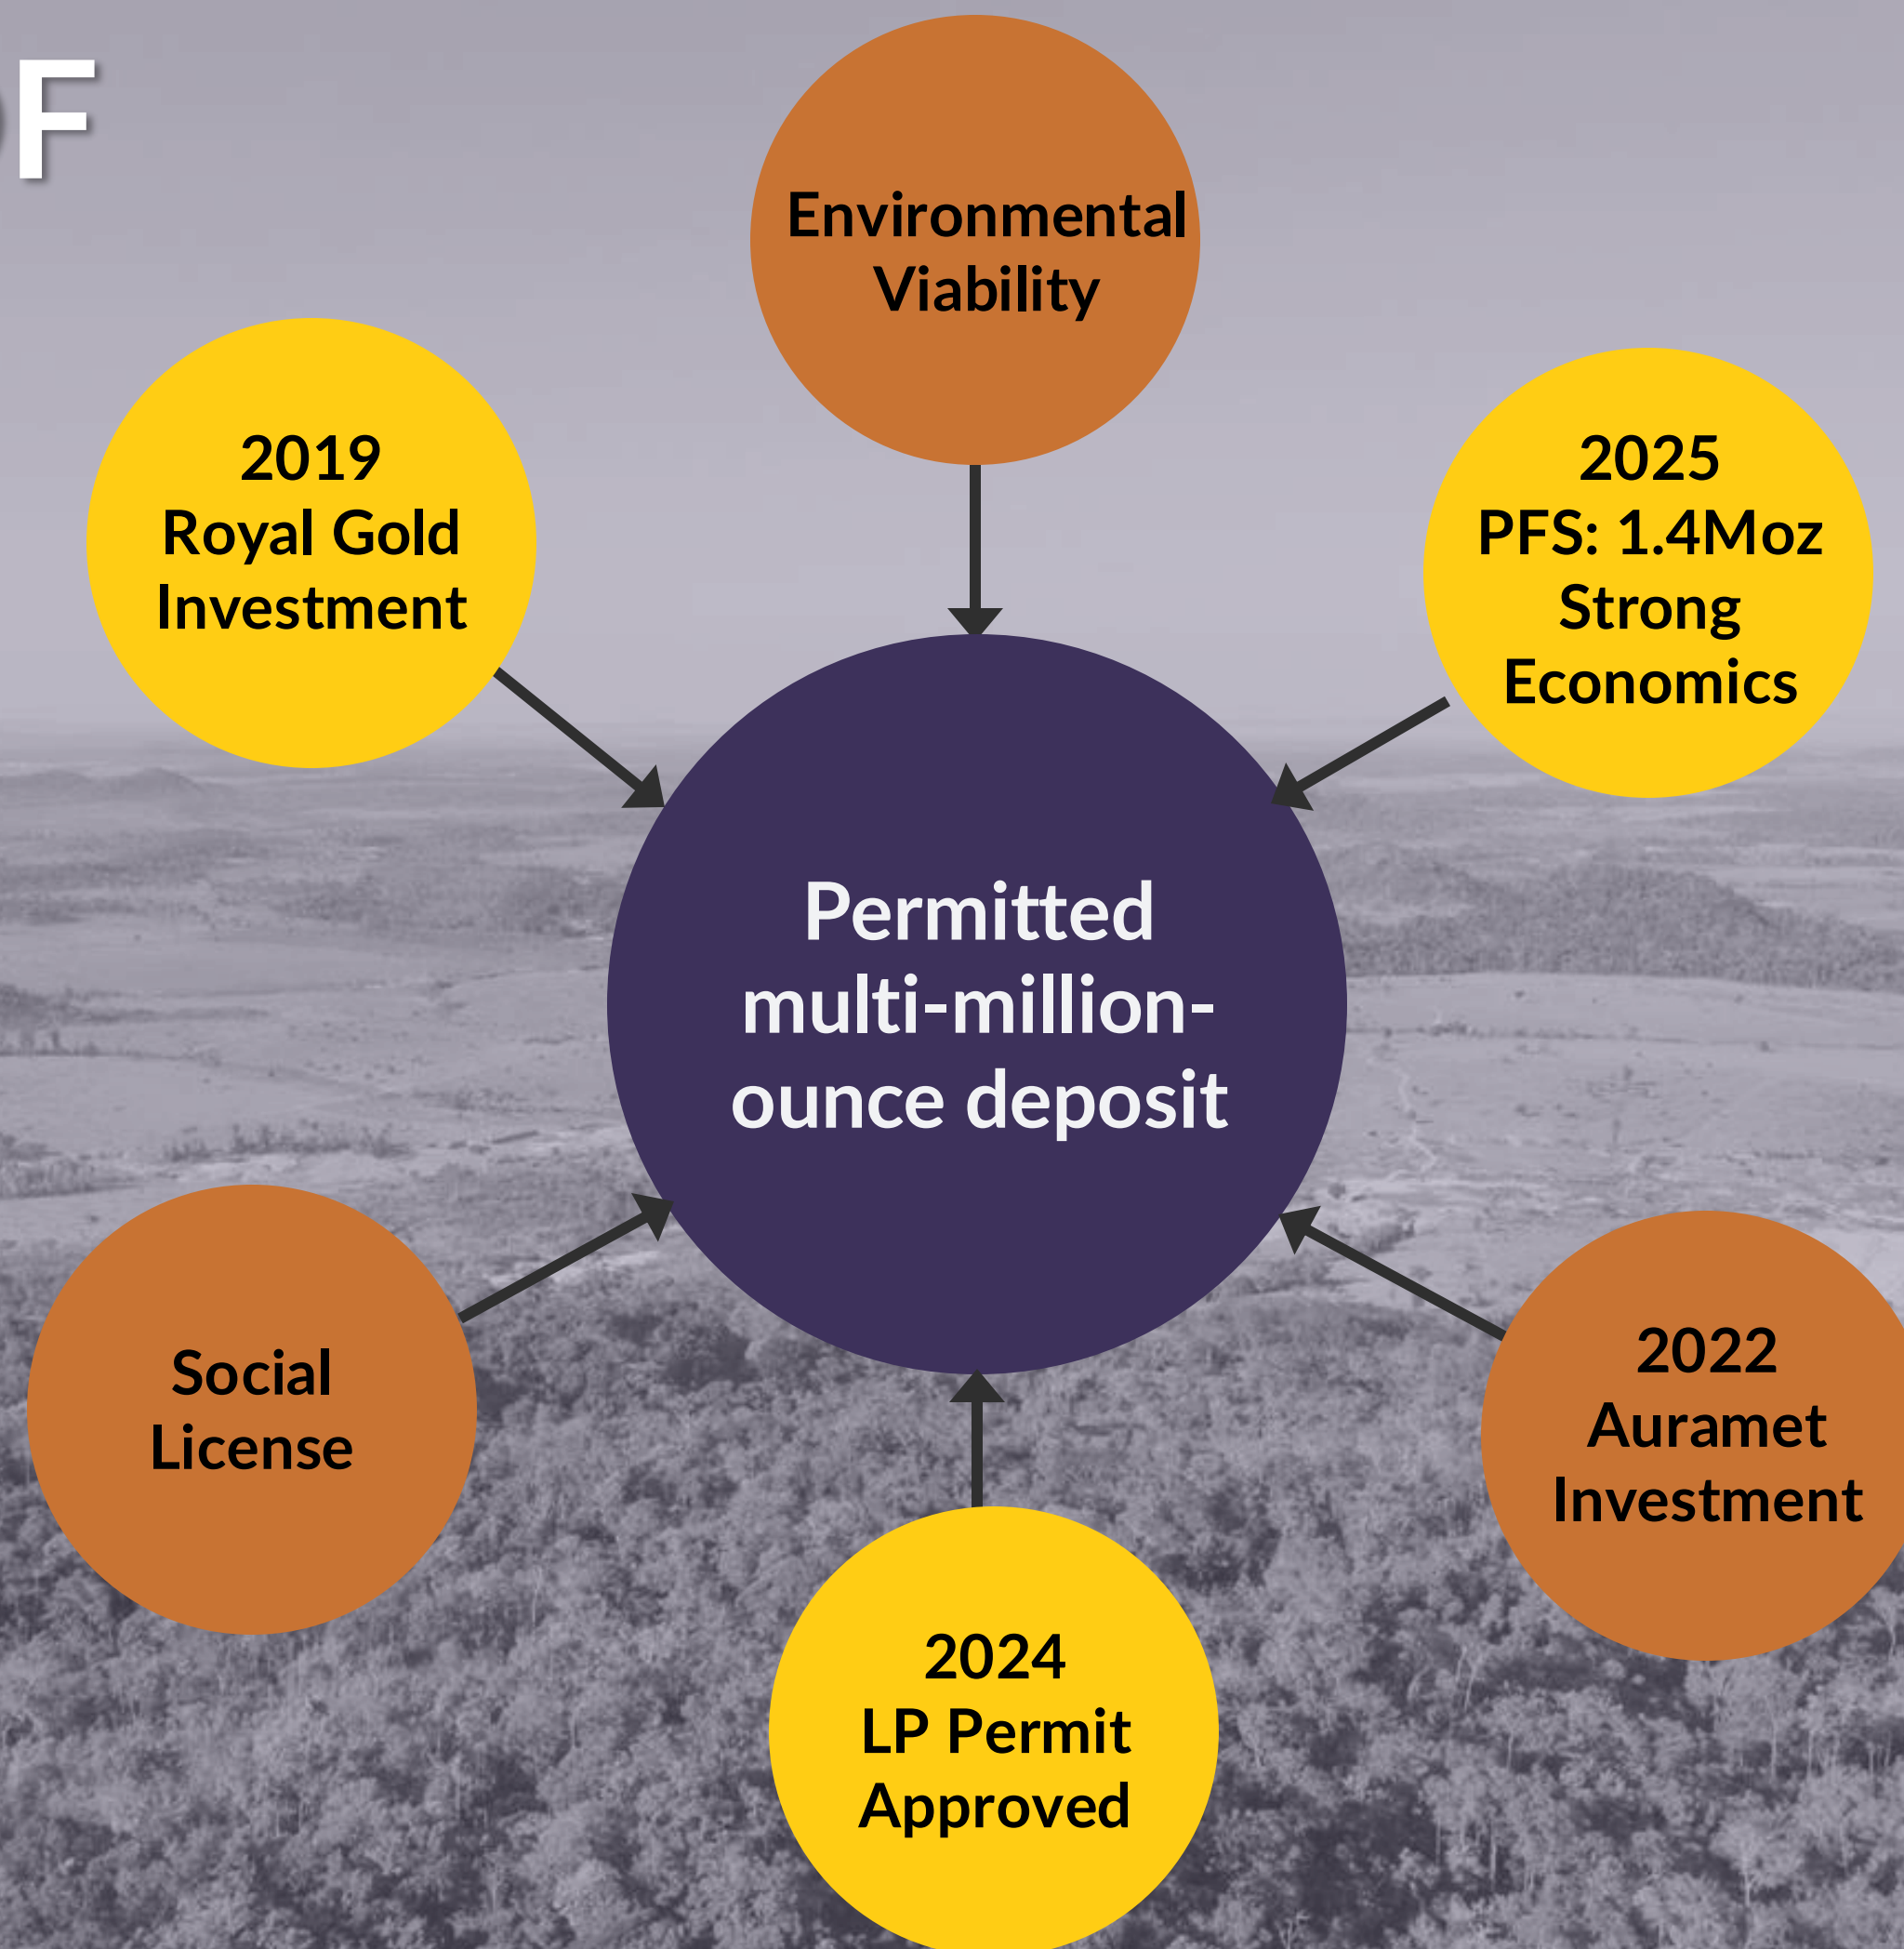 F
Environmental
Viability
2019
Royal Gold
Investment
2025
PFS: 1.4Moz
Strong
Economics
Permitted
multi-million-
ounce deposit
Social
License
2022
Auramet
Investment
2024
LP Permit
Approved